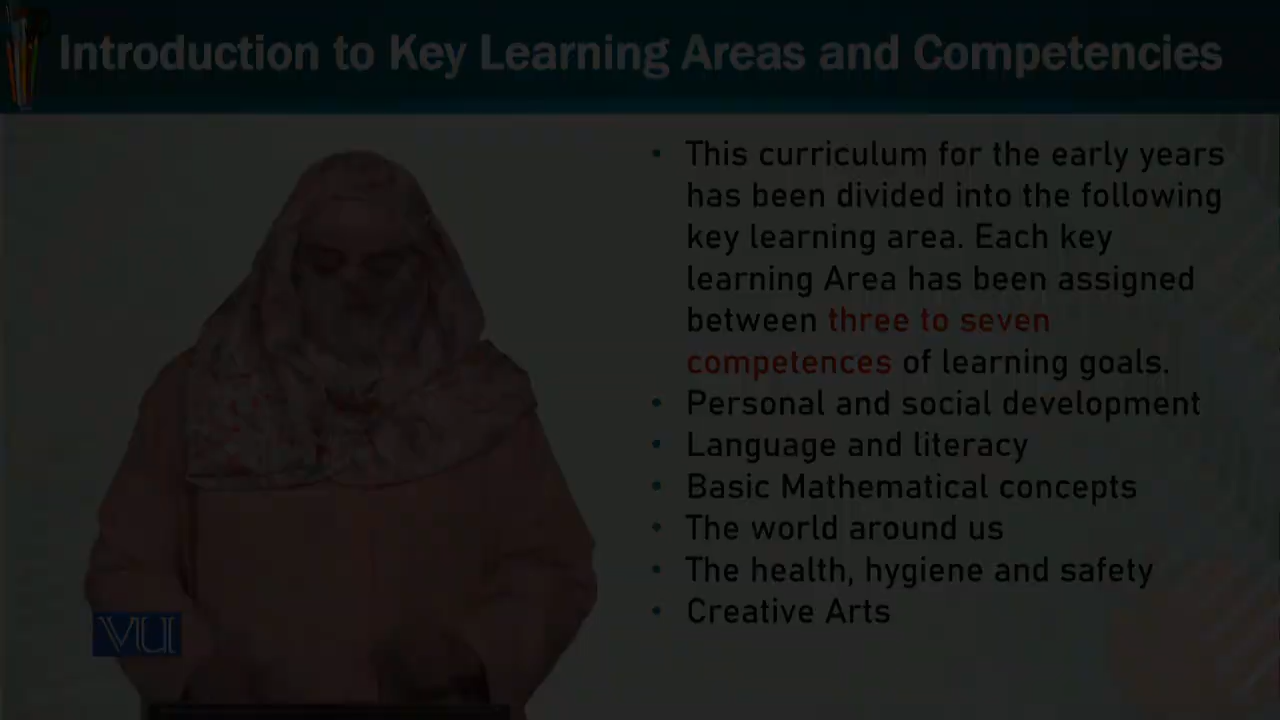 Introduction to Key Learning Areas and Competencies
• This curriculum for the early years
has been divided into the following
key learning area. Each key
learning Area has been assigned
between three to seven
competences of learning goals.
• Personal and social development
• Language and literacy
• Basic Mathematical concepts
• The world around us
• The health, hygiene and safety
• Creative Arts
VU